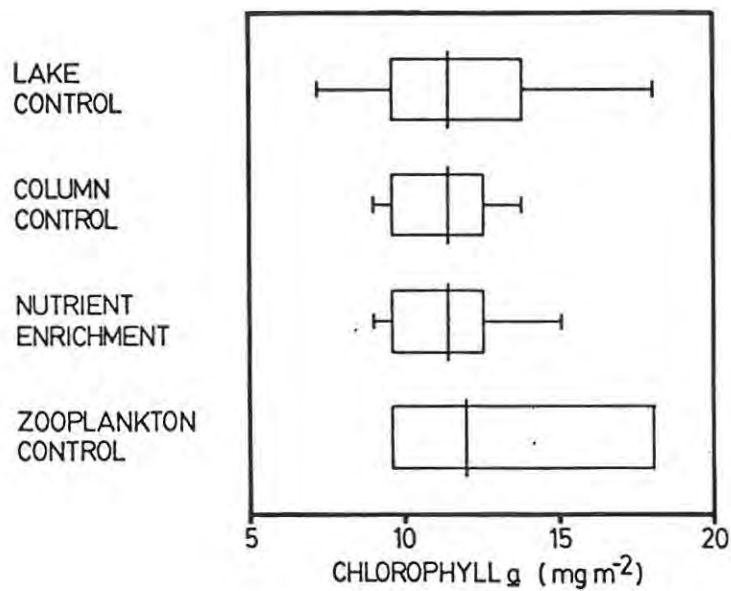 LAKE
CONTROL
COLUMN
CONTROL
NUTRIENT
ENRICHMENT
ZOOPLANKTON
CONTROL
5 10 15 20
CHLOROPHYLL a (mg m-2)